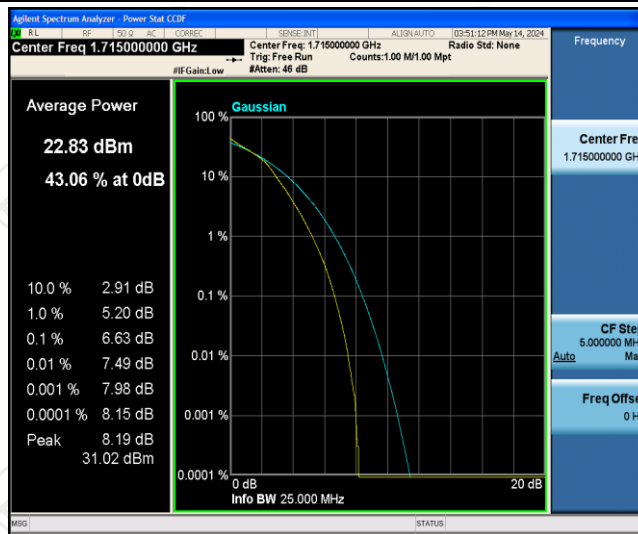 Agilent Spectrum Analyzer - Power Stat CCDF
RL RF 50 Ω AC CORREC SENSE:INT ALIGN AUTO 03:51:12 PM May 14, 2024
Center Freq 1.715000000 GHz
Center Freq: 1.715000000 GHz Radio Std: None
Trig: Free Run Counts:1.00 M/1.00 Mpt
#IFGain:Low #Atten: 46 dB
Frequency
Average Power
22.83 dBm
43.06 % at 0dB
10.0 % 2.91 dB
1.0 % 5.20 dB
0.1 % 6.63 dB
0.01 % 7.49 dB
0.001 % 7.98 dB
0.0001 % 8.15 dB
Peak 8.19 dB
31.02 dBm
Gaussian
100 %
10 %
1 %
0.1 %
0.01 %
0.001 %
0.0001 %
0 dB 20 dB
Info BW 25.000 MHz
Center Fre
1.715000000 GH
CF Ste
5.000000 MH
Auto Ma
Freq Offse
0 H
MSG STATUS